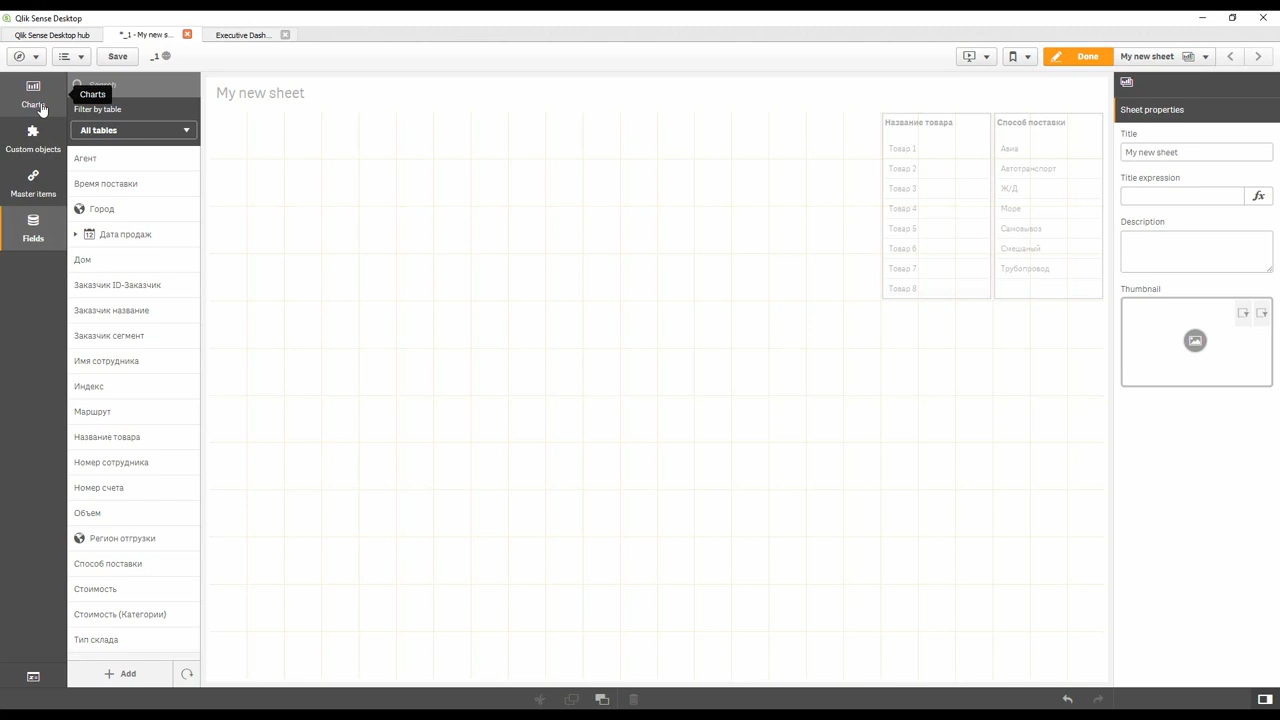 Qlik Sense Desktop
Qlik Sense Desktop hub
*_1 - My new s...
Executive Dash...
Save
_1
Done
My new sheet
Charts
Charts
Custom objects
Master items
Fields
Search
Filter by table
All tables
Агент
Время поставки
Город
12 Дата продаж
Дом
Заказчик ID-Заказчик
Заказчик название
Заказчик сегмент
Имя сотрудника
Индекс
Маршрут
Название товара
Номер сотрудника
Номер счета
Объем
Регион отгрузки
Способ поставки
Стоимость
Стоимость (Категории)
Тип склада
Add
My new sheet
Название товара
Товар 1
Товар 2
Товар 3
Товар 4
Товар 5
Товар 6
Товар 7
Товар 8
Способ поставки
Авиа
Автотранспорт
Ж/Д
Море
Самовывоз
Смешаный
Трубопровод
Sheet properties
Title
My new sheet
Title expression
fx
Description
Thumbnail